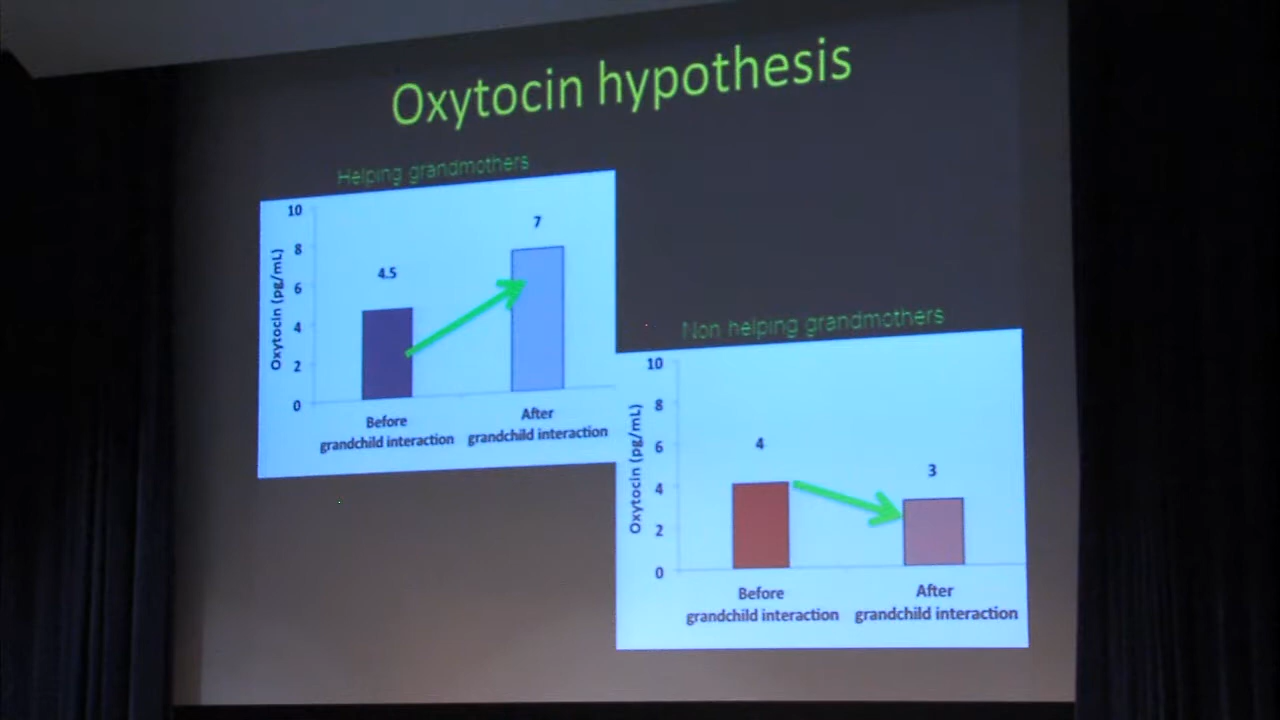 Oxytocin hypothesis
Helping grandmothers
10
8
6
4
2
0
Oxytocin (pg/mL)
4.5
7
Before
grandchild interaction
After
grandchild interaction
Non helping grandmothers
10
8
6
4
2
0
Oxytocin (pg/mL)
4
3
Before
grandchild interaction
After
grandchild interaction